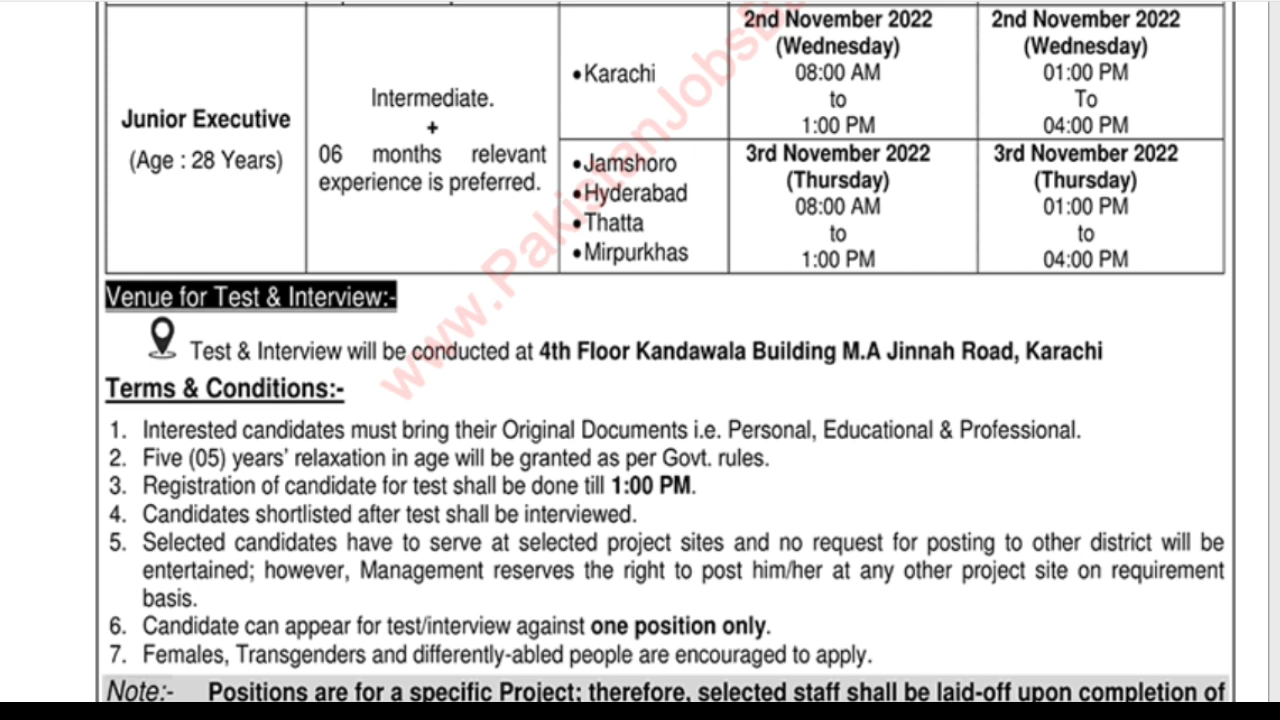 2nd November 2022
(Wednesday)
08:00 AM
to
1:00 PM
2nd November 2022
(Wednesday)
01:00 PM
To
04:00 PM
•Karachi
Junior Executive
(Age : 28 Years)
Intermediate.
+
06 months relevant
experience is preferred.
•Jamshoro
•Hyderabad
•Thatta
•Mirpurkhas
3rd November 2022
(Thursday)
08:00 AM
to
1:00 PM
3rd November 2022
(Thursday)
01:00 PM
to
04:00 PM
Venue for Test & Interview:-
Test & Interview will be conducted at 4th Floor Kandawala Building M.A Jinnah Road, Karachi
Terms & Conditions:-
1. Interested candidates must bring their Original Documents i.e. Personal, Educational & Professional.
2. Five (05) years' relaxation in age will be granted as per Govt. rules.
3. Registration of candidate for test shall be done till 1:00 PM.
4. Candidates shortlisted after test shall be interviewed.
5. Selected candidates have to serve at selected project sites and no request for posting to other district will be
entertained; however, Management reserves the right to post him/her at any other project site on requirement
basis.
6. Candidate can appear for test/interview against one position only.
7. Females, Transgenders and differently-abled people are encouraged to apply.
Note:- Positions are for a specific Project; therefore, selected staff shall be laid-off upon completion of
www.PakistanJobs